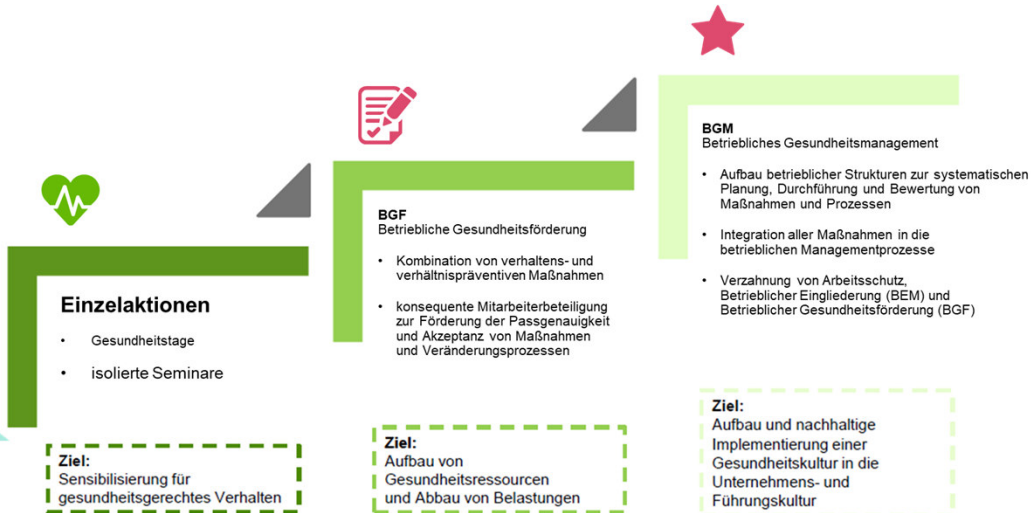 Einzelaktionen
• Gesundheitstage
• isolierte Seminare
Ziel:
Sensibilisierung für
gesundheitsgerechtes Verhalten
BGF
Betriebliche Gesundheitsförderung
• Kombination von verhaltens- und
verhältnispräventiven Maßnahmen
• konsequente Mitarbeiterbeteiligung
zur Förderung der Passgenauigkeit
und Akzeptanz von Maßnahmen
und Veränderungsprozessen
Ziel:
Aufbau von
Gesundheitsressourcen
und Abbau von Belastungen
BGM
Betriebliches Gesundheitsmanagement
• Aufbau betrieblicher Strukturen zur systematischen
Planung, Durchführung und Bewertung von
Maßnahmen und Prozessen
• Integration aller Maßnahmen in die
betrieblichen Managementprozesse
• Verzahnung von Arbeitsschutz,
Betrieblicher Eingliederung (BEM) und
Betrieblicher Gesundheitsförderung (BGF)
Ziel:
Aufbau und nachhaltige
Implementierung einer
Gesundheitskultur in die
Unternehmens- und
Führungskultur